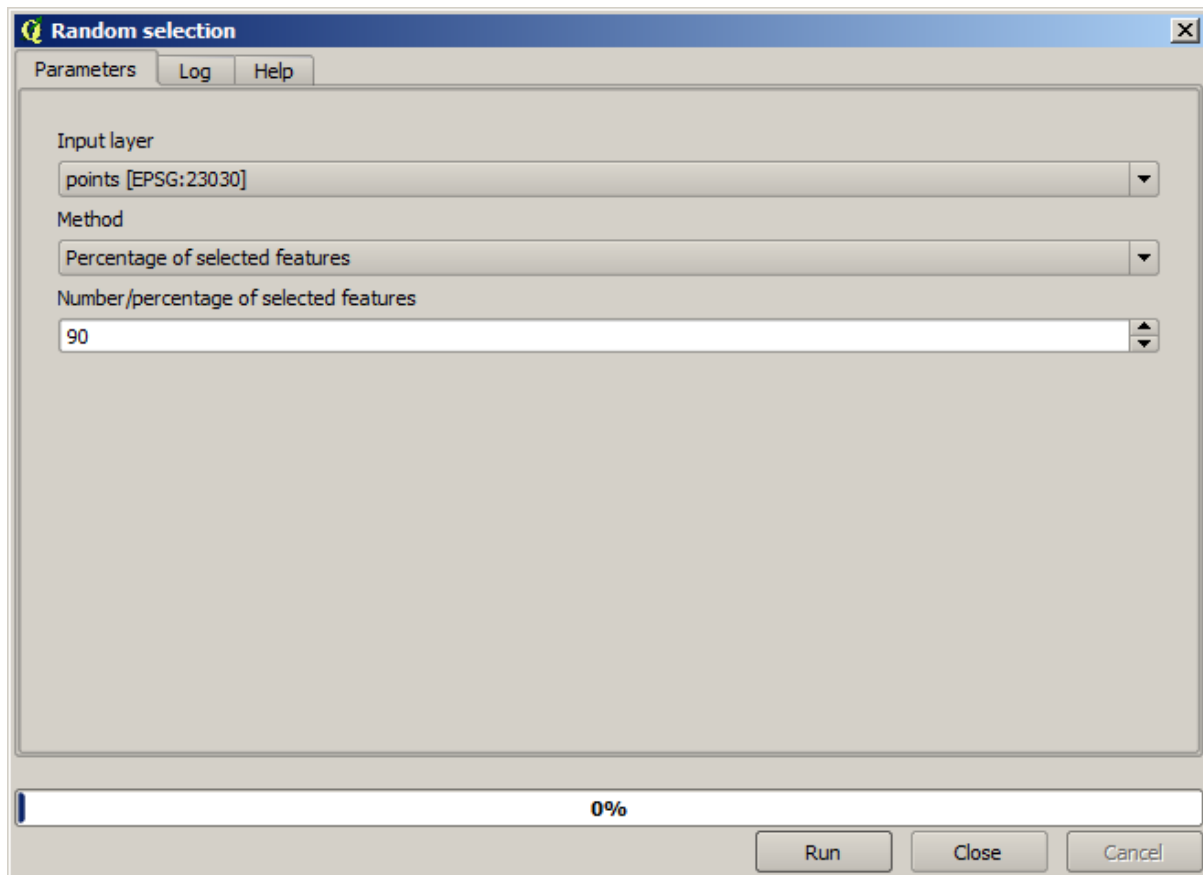 Random selection
Parameters Log Help
Input layer
points [EPSG:23030]
Method
Percentage of selected features
Number/percentage of selected features
90
0%
Run Close Cancel